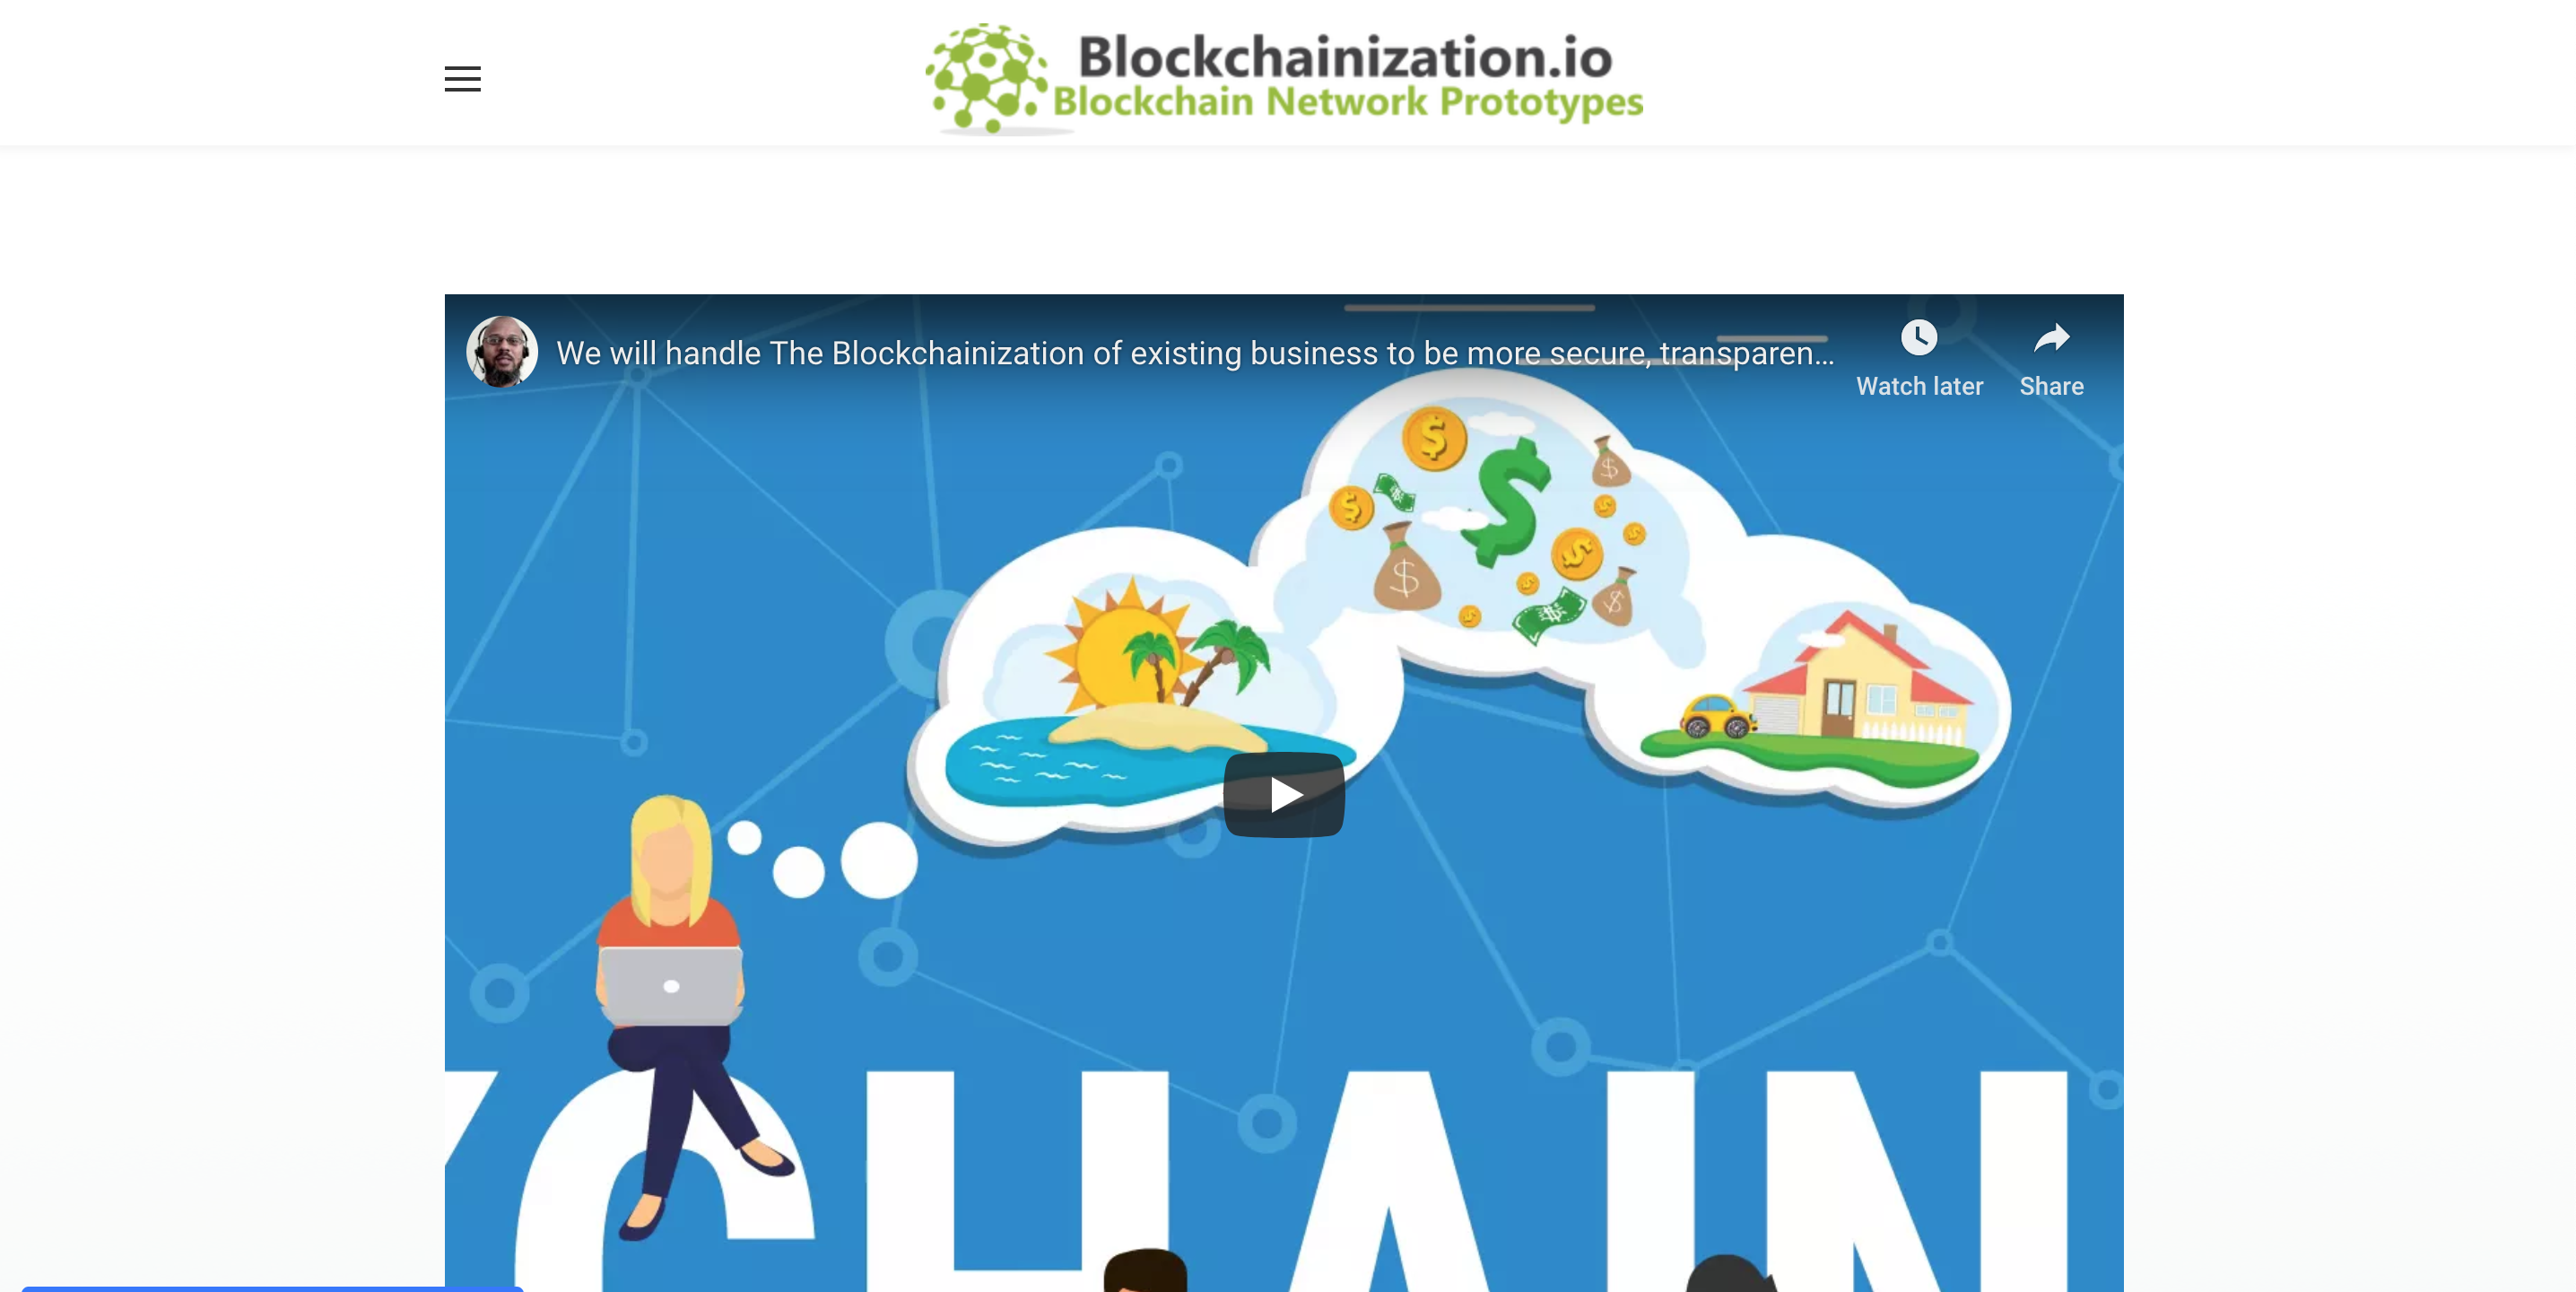 Blockchainization.io
Blockchain Network Prototypes
We will handle The Blockchainization of existing business to be more secure, transparen...
Watch later
Share
CHAIN